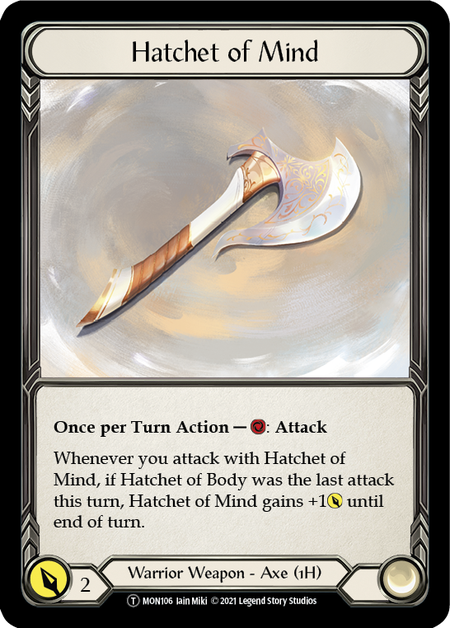 Hatchet of Mind
Once per Turn Action — : Attack
Whenever you attack with Hatchet of
Mind, if Hatchet of Body was the last attack
this turn, Hatchet of Mind gains +1 until
end of turn.
2
Warrior Weapon - Axe (1H)
T MON106 Iain Miki © 2021 Legend Story Studios